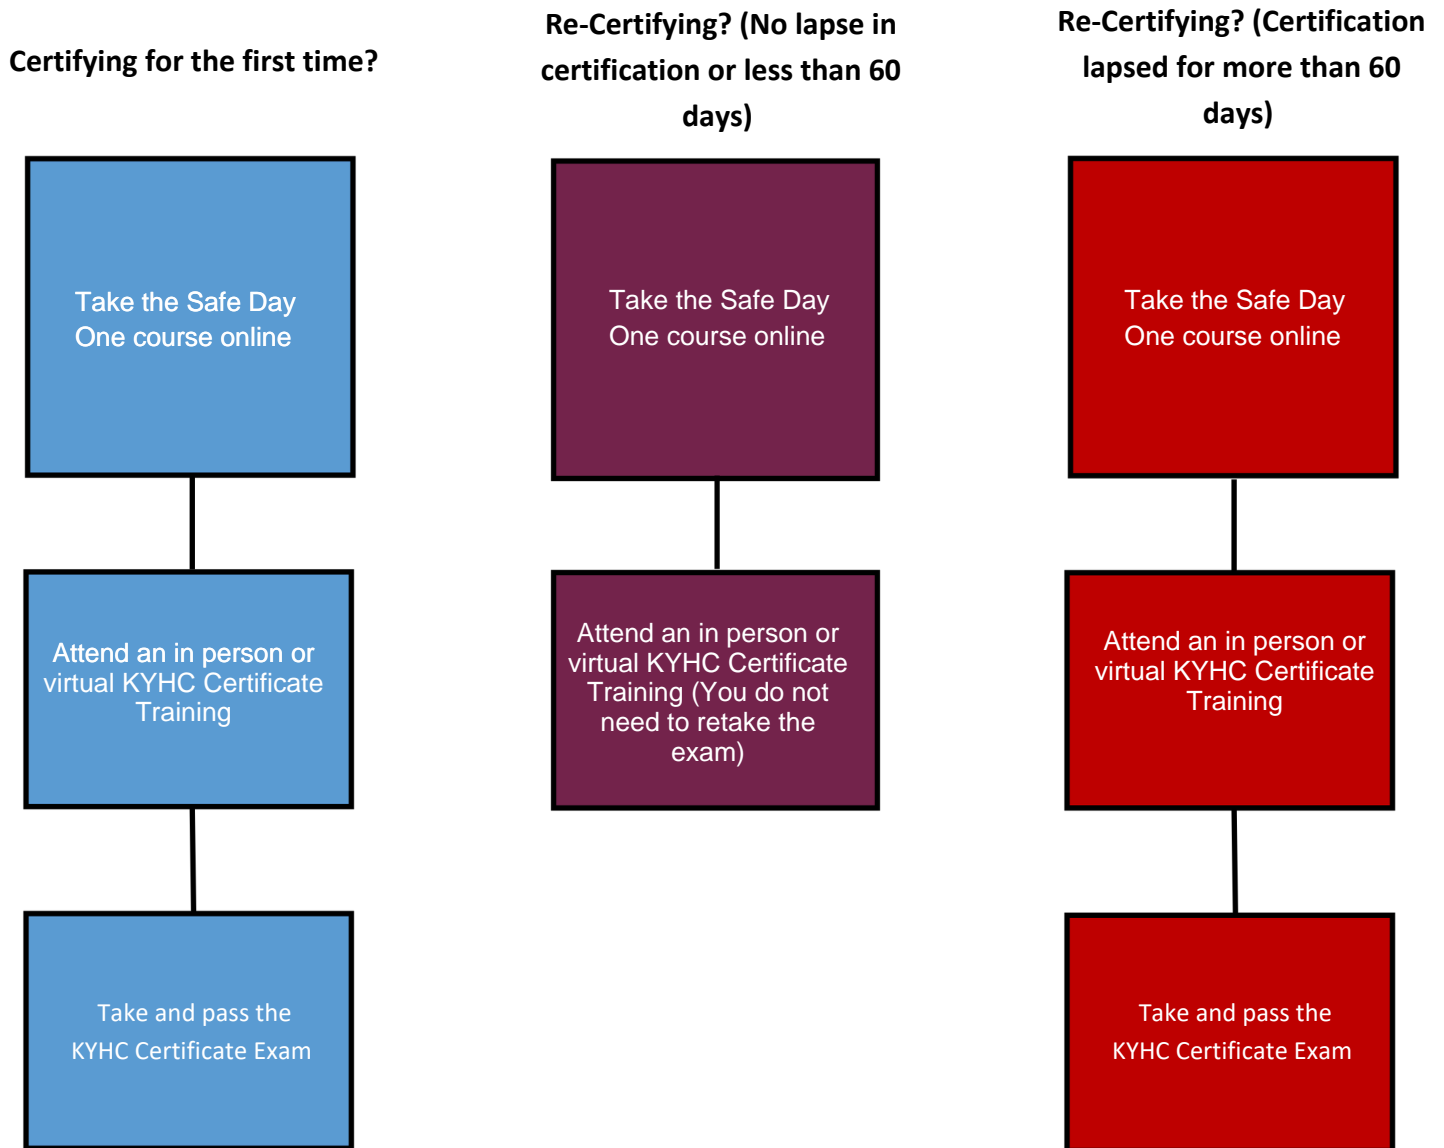 Certifying for the first time?
Re-Certifying? (No lapse in
certification or less than 60
days)
Re-Certifying? (Certification
lapsed for more than 60
days)
Take the Safe Day
One course online
Take the Safe Day
One course online
Take the Safe Day
One course online
Attend an in person or
virtual KYHC Certificate
Training
Attend an in person or
virtual KYHC Certificate
Training (You do not
need to retake the
exam)
Attend an in person or
virtual KYHC Certificate
Training
Take and pass the
KYHC Certificate Exam
Take and pass the
KYHC Certificate Exam